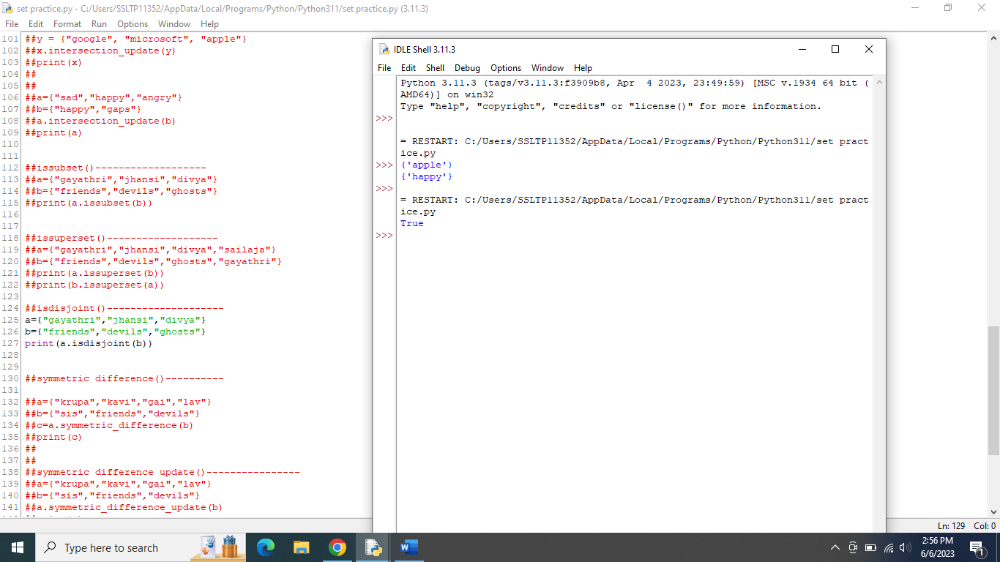 set practice.py - C:/Users/SSLTP11352/AppData/Local/Programs/Python/Python311/set practice.py (3.11.3)
File Edit Format Run Options Window Help
101 ##y = {"google", "microsoft", "apple"}
102 ##x.intersection_update(y)
103 ##print(x)
104 ##
105 ##
106 ##a={"sad","happy","angry"}
107 ##b={"happy","gaps"}
108 ##a.intersection_update(b)
109 ##print(a)
110
111
112 ##issubset()-------------------
113 ##a={"gayathri","jhansi","divya"}
114 ##b={"friends","devils","ghosts"}
115 ##print(a.issubset(b))
116
117
118 ##issuperset()-------------------
119 ##a={"gayathri","jhansi","divya","sailaja"}
120 ##b={"friends","devils","ghosts","gayathri"}
121 ##print(a.issuperset(b))
122 ##print(b.issuperset(a))
123
124 ##isdisjoint()--------------------
125 a={"gayathri","jhansi","divya"}
126 b={"friends","devils","ghosts"}
127 print(a.isdisjoint(b))
128
129
130 ##symmetric difference()----------
131
132 ##a={"krupa","kavi","gai","lav"}
133 ##b={"sis","friends","devils"}
134 ##c=a.symmetric_difference(b)
135 ##print(c)
136 ##
137 ##
138 ##symmetric difference update()----------------
139 ##a={"krupa","kavi","gai","lav"}
140 ##b={"sis","friends","devils"}
141 ##a.symmetric_difference_update(b)
IDLE Shell 3.11.3
File Edit Shell Debug Options Window Help
Python 3.11.3 (tags/v3.11.3:f3909b8, Apr  4 2023, 23:49:59) [MSC v.1934 64 bit (
AMD64)] on win32
Type "help", "copyright", "credits" or "license()" for more information.
>>>
= RESTART: C:/Users/SSLTP11352/AppData/Local/Programs/Python/Python311/set pract
ice.py
>>> {'apple'}
{'happy'}
>>>
= RESTART: C:/Users/SSLTP11352/AppData/Local/Programs/Python/Python311/set pract
ice.py
True
>>>
Ln: 129 Col: 0
Type here to search
2:56 PM
6/6/2023
1